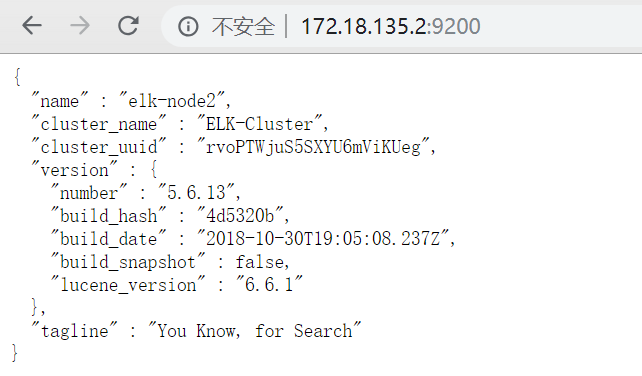 不安全 | 172.18.135.2:9200
{
  "name" : "elk-node2",
  "cluster_name" : "ELK-Cluster",
  "cluster_uuid" : "rvoPTWjuS5SXYU6mViKUeg",
  "version" : {
    "number" : "5.6.13",
    "build_hash" : "4d5320b",
    "build_date" : "2018-10-30T19:05:08.237Z",
    "build_snapshot" : false,
    "lucene_version" : "6.6.1"
  },
  "tagline" : "You Know, for Search"
}